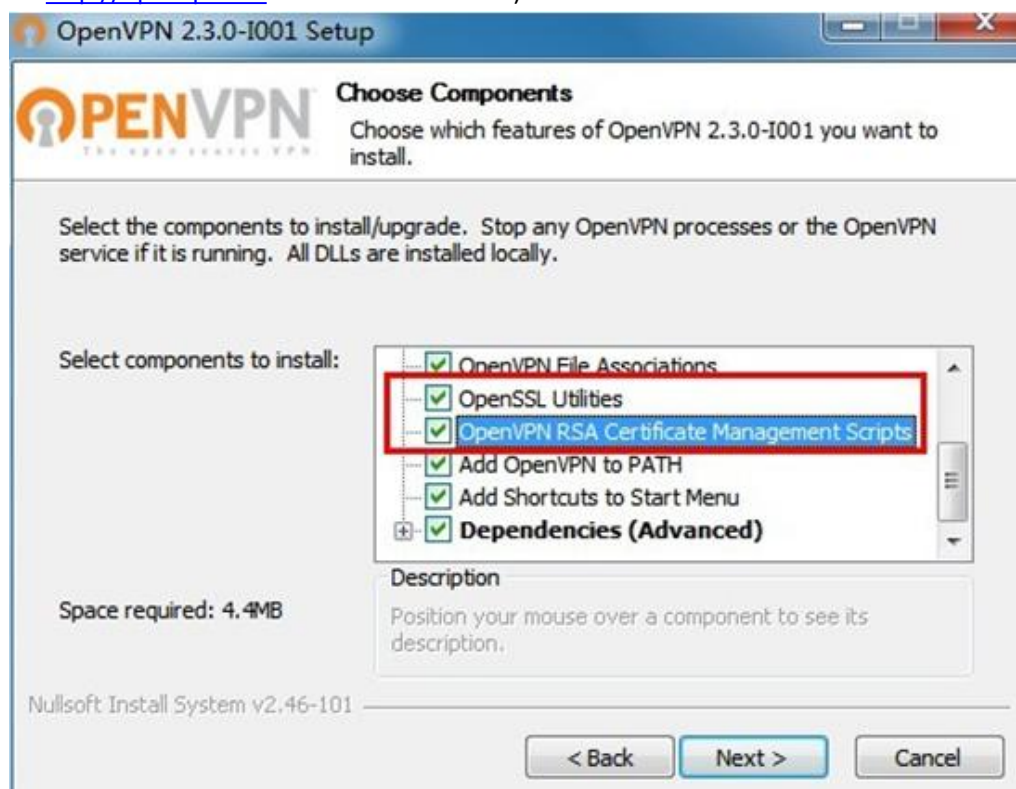 OpenVPN 2.3.0-I001 Setup
OPENVPN
The open source VPN
Choose Components
Choose which features of OpenVPN 2.3.0-I001 you want to
install.
Select the components to install/upgrade. Stop any OpenVPN processes or the OpenVPN
service if it is running. All DLLs are installed locally.
Select components to install:
OpenVPN File Associations
OpenSSL Utilities
OpenVPN RSA Certificate Management Scripts
Add OpenVPN to PATH
Add Shortcuts to Start Menu
Dependencies (Advanced)
Space required: 4.4MB
Description
Position your mouse over a component to see its
description.
Nullsoft Install System v2.46-101
< Back
Next >
Cancel